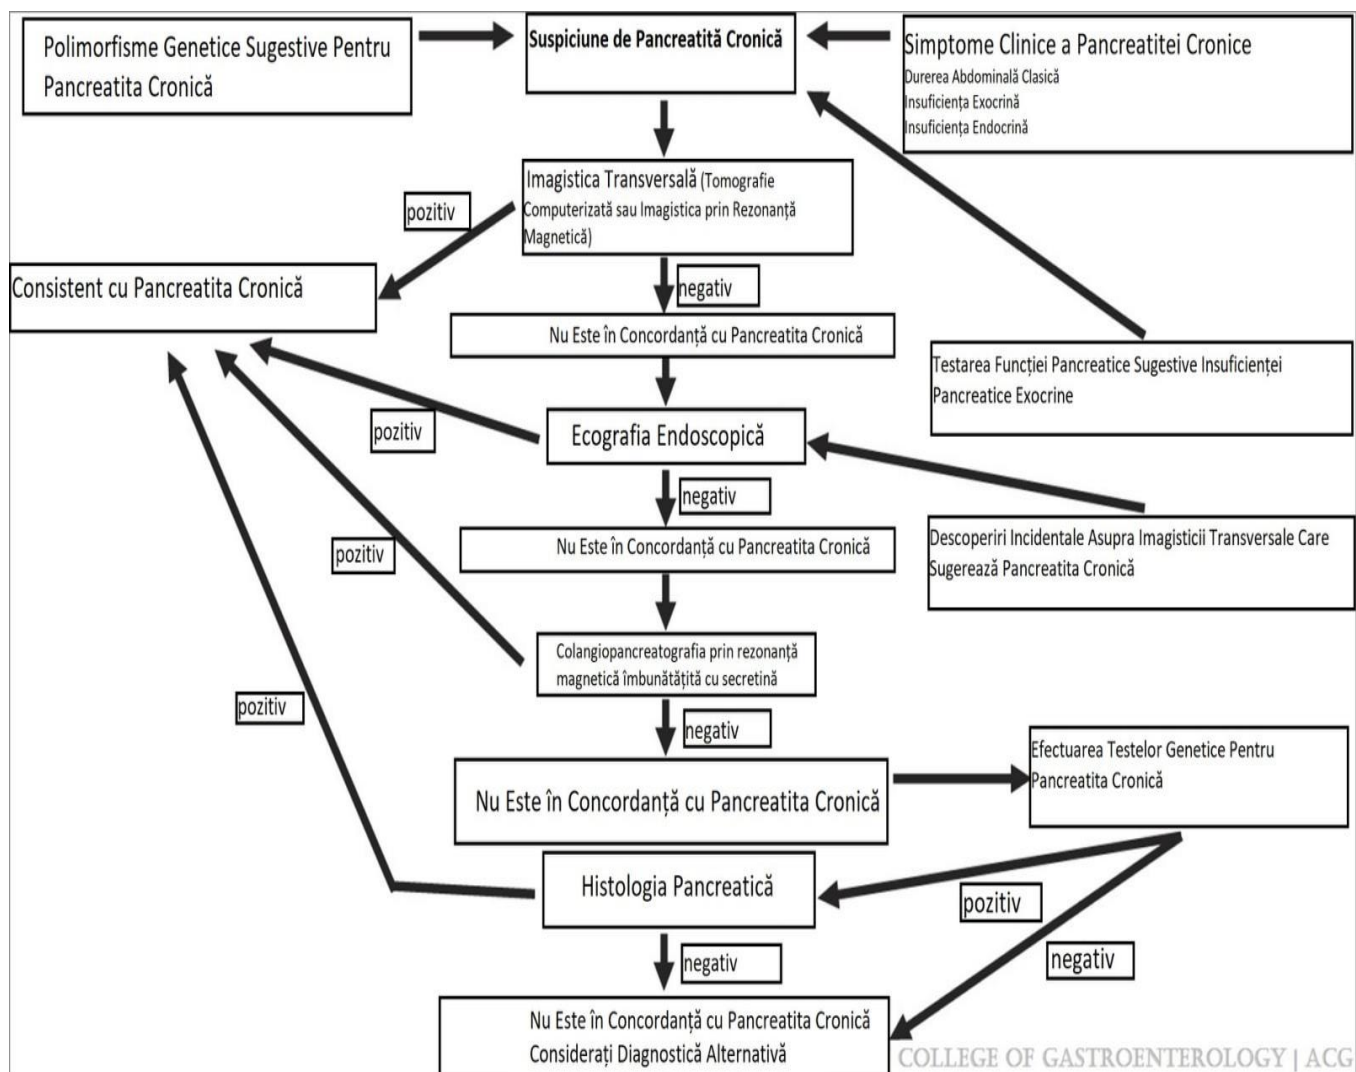 Polimorfisme Genetice Sugestive Pentru
Pancreatita Cronică
Suspiciune de Pancreatită Cronică
Simptome Clinice a Pancreatitei Cronice
Durerea Abdominală Clasică
Insuficiența Exocrină
Insuficiența Endocrină
Imagistica Transversală (Tomografie
Computerizată sau Imagistica prin Rezonanță
Magnetică)
pozitiv
Consistent cu Pancreatita Cronică
negativ
Nu Este în Concordanță cu Pancreatita Cronică
Testarea Funcției Pancreatice Sugestive Insuficienței
Pancreatice Exocrine
Ecografia Endoscopică
pozitiv
negativ
Nu Este în Concordanță cu Pancreatita Cronică
Descoperiri Incidentale Asupra Imagisticii Transversale Care
Sugerează Pancreatita Cronică
pozitiv
Colangiopancreatografia prin rezonanță
magnetică îmbunătățită cu secretină
pozitiv
negativ
Nu Este în Concordanță cu Pancreatita Cronică
Efectuarea Testelor Genetice Pentru
Pancreatita Cronică
Histologia Pancreatică
pozitiv
negativ
negativ
Nu Este în Concordanță cu Pancreatita Cronică
Considerați Diagnostică Alternativă
COLLEGE OF GASTROENTEROLOGY | ACG